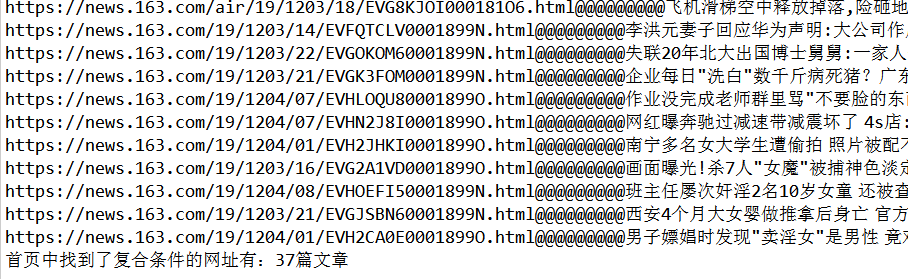 https://news.163.com/air/19/1203/18/EVG8KJOI000181O6.html@@@@@@@@@飞机滑梯空中释放掉落,险砸地
https://news.163.com/19/1203/14/EVFQTCLV0001899N.html@@@@@@@@@李洪元妻子回应华为声明:大公司作
https://news.163.com/19/1203/22/EVGOKOM60001899N.html@@@@@@@@@失联20年北大出国博士舅舅:一家人
https://news.163.com/19/1203/21/EVGK3FOM0001899N.html@@@@@@@@@企业每日"洗白"数千斤病死猪? 广东
https://news.163.com/19/1204/07/EVHLOQU80001899O.html@@@@@@@@@作业没完成老师群里骂"不要脸的东西
https://news.163.com/19/1204/07/EVHN2J8I0001899O.html@@@@@@@@@网红曝奔驰过减速带减震坏了 4s店:
https://news.163.com/19/1204/01/EVH2JHKI0001899O.html@@@@@@@@@南宁多名女大学生遭偷拍 照片被配不
https://news.163.com/19/1203/16/EVG2A1VD0001899O.html@@@@@@@@@画面曝光!杀7人"女魔"被捕神色淡定
https://news.163.com/19/1204/08/EVHOEFI50001899N.html@@@@@@@@@班主任屡次奸淫2名10岁女童 还被查
https://news.163.com/19/1203/21/EVGJSBN60001899N.html@@@@@@@@@西安4个月大女婴做推拿后身亡 官方
https://news.163.com/19/1204/01/EVH2CA0E0001899O.html@@@@@@@@@男子嫖娼时发现"卖淫女"是男性 竟对
首页中找到了复合条件的网址有: 37篇文章